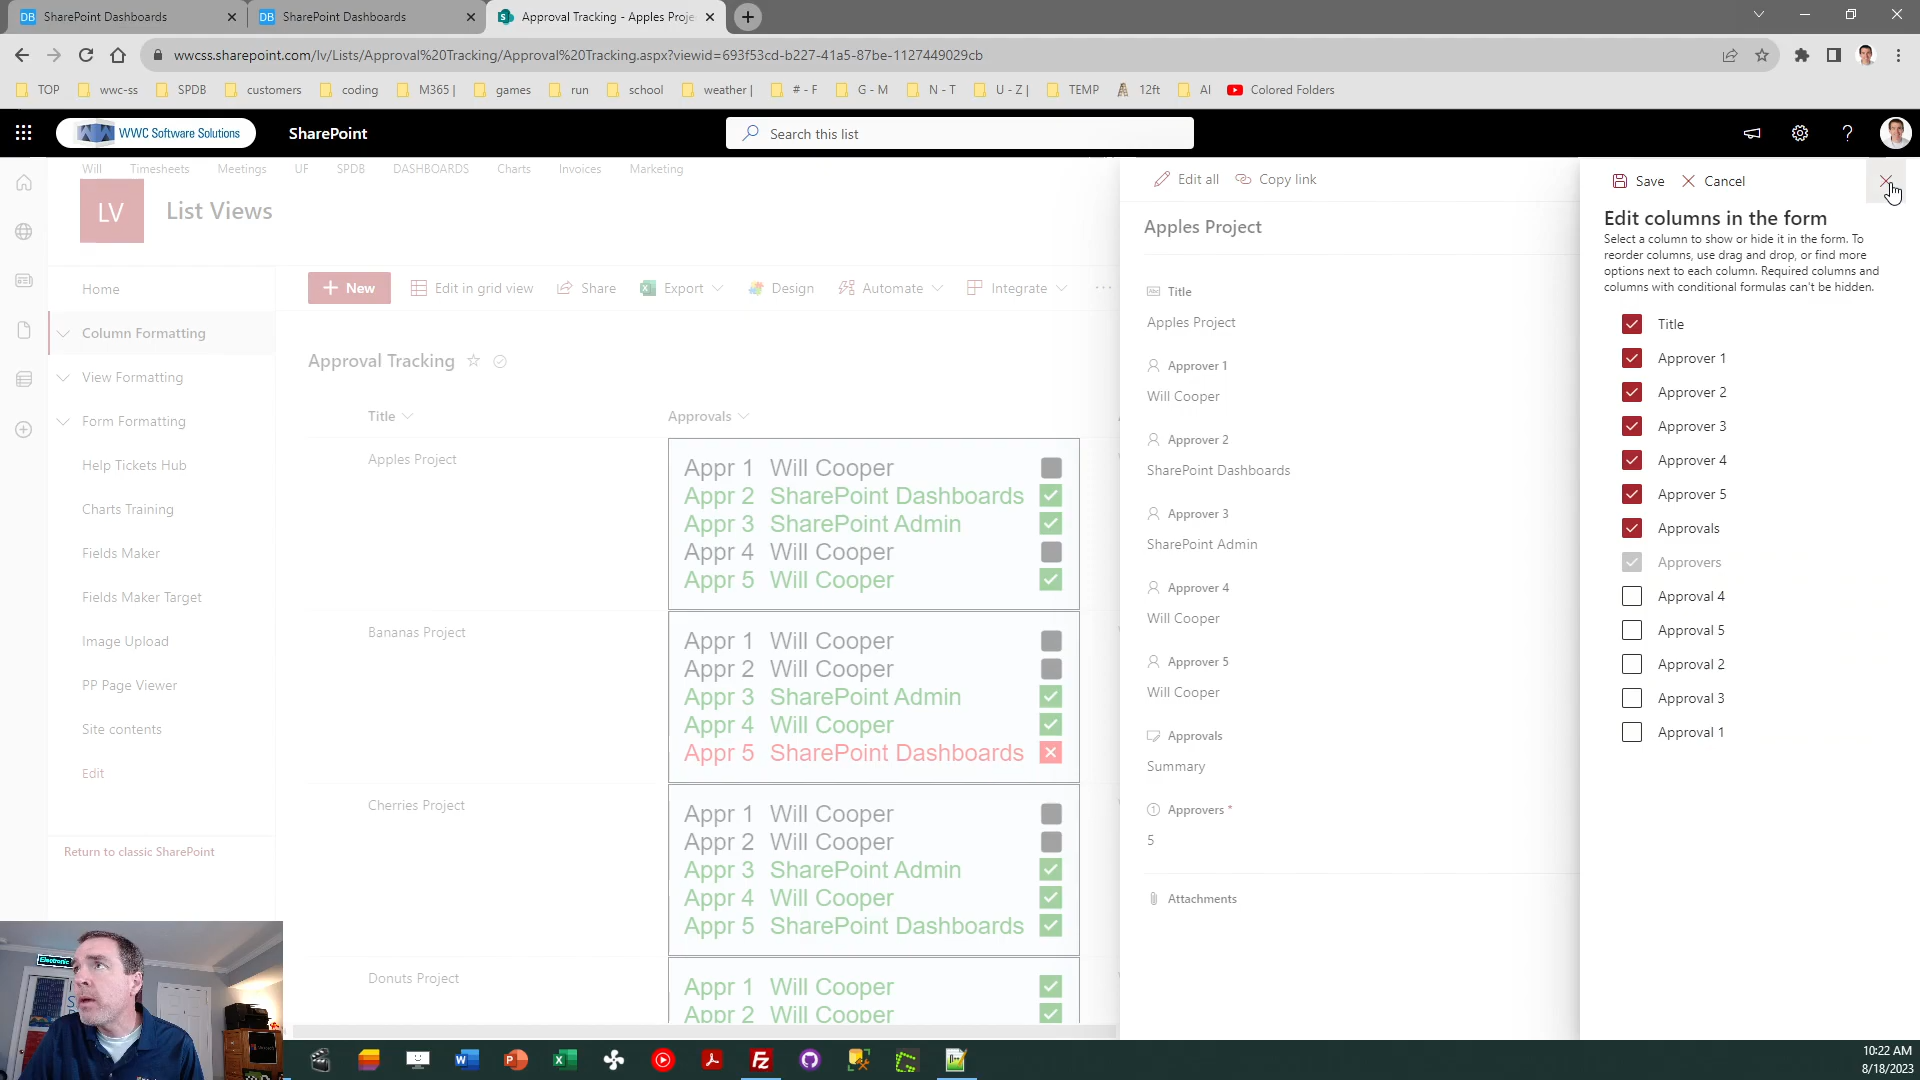 SharePoint Dashboards
SharePoint Dashboards
Approval Tracking - Apples Proje
wwcss.sharepoint.com/lv/Lists/Approval%20Tracking/Approval%20Tracking.aspx?viewid=693f53cd-b227-41a5-87be-1127449029cb
TOP wwc-ss SPDB customers coding M365 | games run school weather | # - F G - M N - T U - Z | TEMP 12ft AI Colored Folders
WWC Software Solutions SharePoint Search this list
Will Timesheets Meetings UF SPDB DASHBOARDS Charts Invoices Marketing
LV List Views
Home
Column Formatting
View Formatting
Form Formatting
Help Tickets Hub
Charts Training
Fields Maker
Fields Maker Target
Image Upload
PP Page Viewer
Site contents
Edit
Return to classic SharePoint
New Edit in grid view Share Export Design Automate Integrate
Approval Tracking
Title Approvals
Apples Project
Appr 1 Will Cooper
Appr 2 SharePoint Dashboards
Appr 3 SharePoint Admin
Appr 4 Will Cooper
Appr 5 Will Cooper
Bananas Project
Appr 1 Will Cooper
Appr 2 Will Cooper
Appr 3 SharePoint Admin
Appr 4 Will Cooper
Appr 5 SharePoint Dashboards
Cherries Project
Appr 1 Will Cooper
Appr 2 Will Cooper
Appr 3 SharePoint Admin
Appr 4 Will Cooper
Appr 5 SharePoint Dashboards
Donuts Project
Appr 1 Will Cooper
Appr 2 Will Cooper
Edit all Copy link
Apples Project
Title
Apples Project
Approver 1
Will Cooper
Approver 2
SharePoint Dashboards
Approver 3
SharePoint Admin
Approver 4
Will Cooper
Approver 5
Will Cooper
Approvals
Summary
Approvers *
5
Attachments
Save Cancel
Edit columns in the form
Select a column to show or hide it in the form. To
reorder columns, use drag and drop, or find more
options next to each column. Required columns and
columns with conditional formulas can't be hidden.
Title
Approver 1
Approver 2
Approver 3
Approver 4
Approver 5
Approvals
Approvers
Approval 4
Approval 5
Approval 2
Approval 3
Approval 1
Electronic
10:22 AM
8/18/2023